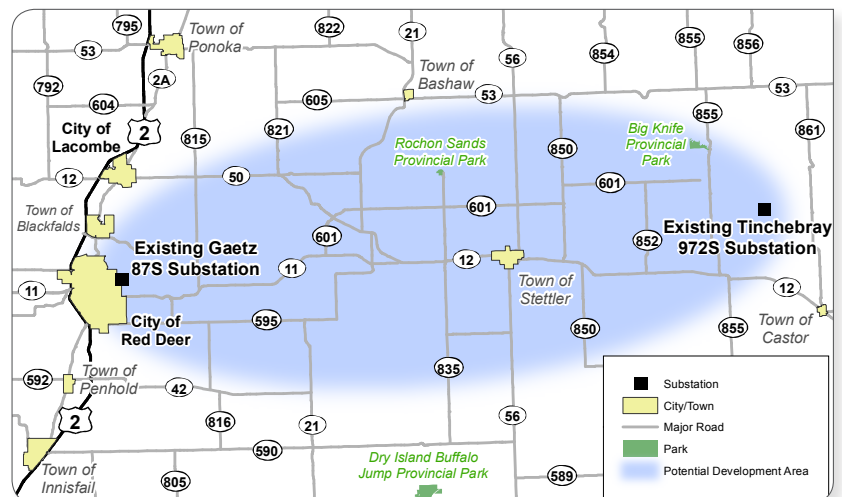 795
822
21
Town of
Ponoka
53
56
854
855
856
792
2A
Town of
Bashaw
604
605
53
53
City of
Lacombe
2
815
821
855
861
Rochon Sands
Provincial Park
850
Big Knife
Provincial
Park
12
50
601
601
Town of
Blackfalds
601
852
Existing Tinchebray
972S Substation
Existing Gaetz
87S Substation
11
12
11
Town of
Stettler
12
City of
Red Deer
595
850
855
Town of
Castor
592
Town of
Penhold
42
835
2
816
21
56
590
Town of
Innisfail
805
Dry Island Buffalo
Jump Provincial Park
589
Substation
City/Town
Major Road
Park
Potential Development Area